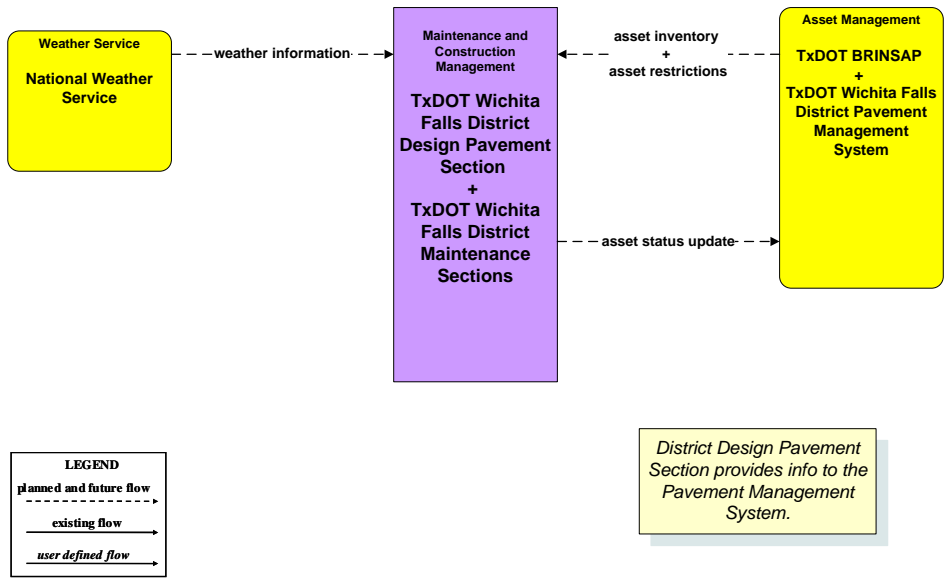 Weather Service
National Weather
Service
weather information
Maintenance and
Construction
Management
TxDOT Wichita
Falls District
Design Pavement
Section
+
TxDOT Wichita
Falls District
Maintenance
Sections
asset inventory
+
asset restrictions
asset status update
Asset Management
TxDOT BRINSAP
+
TxDOT Wichita Falls
District Pavement
Management
System
LEGEND
planned and future flow
existing flow
user defined flow
District Design Pavement
Section provides info to the
Pavement Management
System.